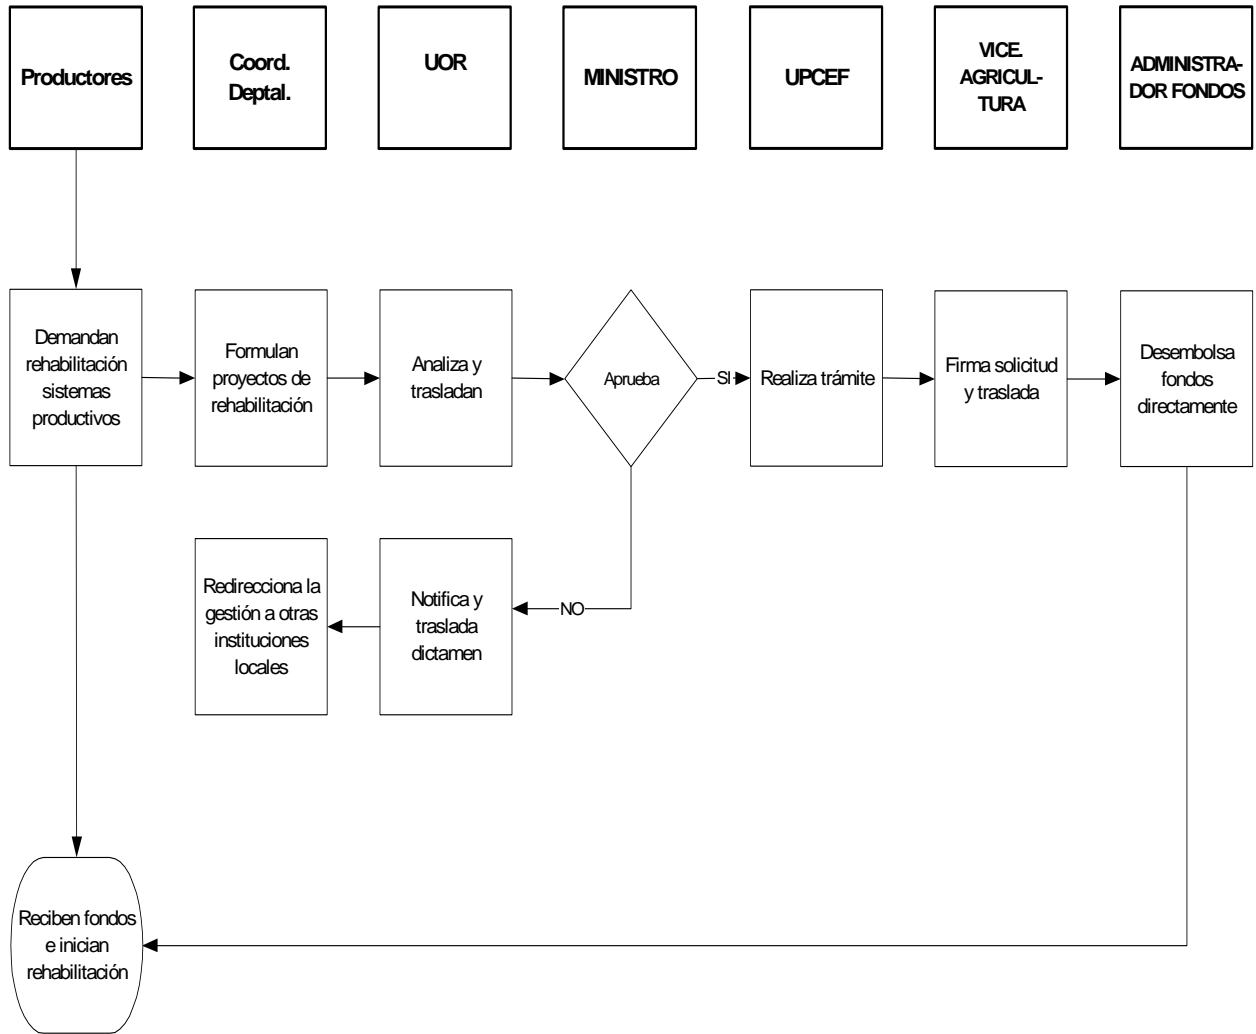 Productores
Coord.
Deptal.
UOR
MINISTRO
UPCEF
VICE.
AGRICUL-
TURA
ADMINISTRA-
DOR FONDOS
Demandan
rehabilitación
sistemas
productivos
Formulan
proyectos de
rehabilitación
Analiza y
trasladan
Aprueba
SI
Realiza trámite
Firma solicitud
y traslada
Desembolsa
fondos
directamente
Redirecciona la
gestión a otras
instituciones
locales
Notifica y
traslada
dictamen
NO
Reciben fondos
e inician
rehabilitación